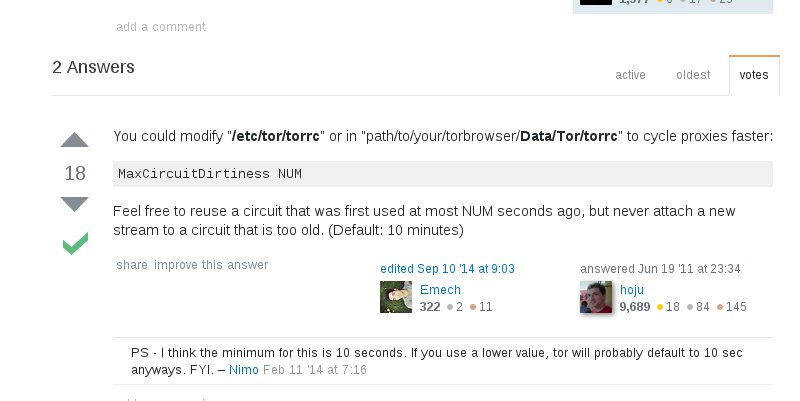 add a comment
2 Answers
active oldest votes
You could modify "/etc/tor/torrc" or in "path/to/your/torbrowser/Data/Tor/torrc" to cycle proxies faster:
18
MaxCircuitDirtiness NUM
Feel free to reuse a circuit that was first used at most NUM seconds ago, but never attach a new
stream to a circuit that is too old. (Default: 10 minutes)
share improve this answer
edited Sep 10 '14 at 9:03
Emech
322 2 11
answered Jun 19 '11 at 23:34
hoju
9,689 18 84 145
PS - I think the minimum for this is 10 seconds. If you use a lower value, tor will probably default to 10 sec
anyways. FYI. – Nimo Feb 11 '14 at 7:16